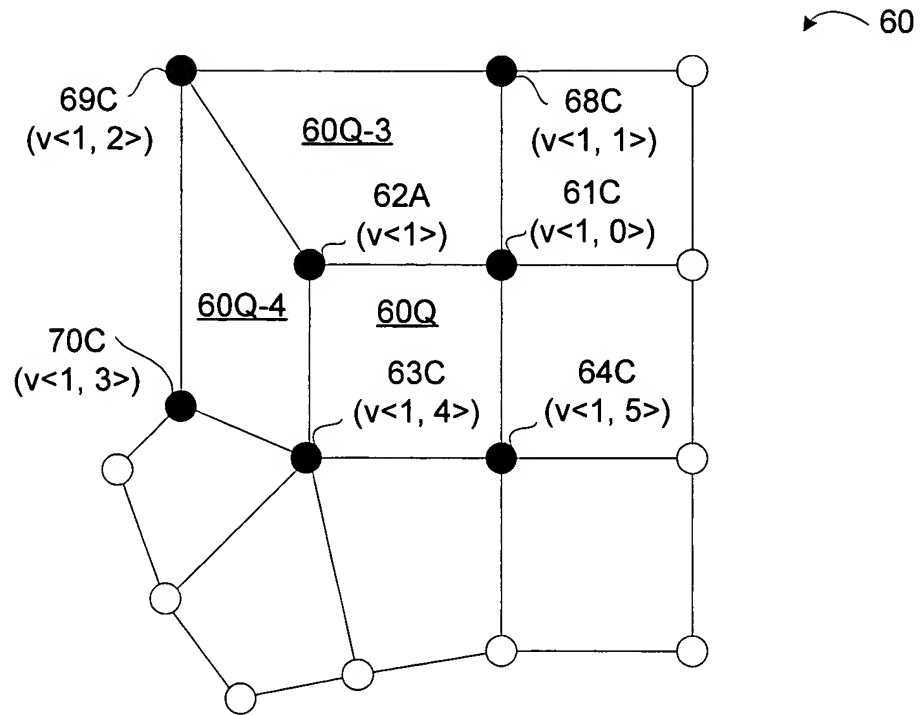 60
69C
(v<1, 2>)
60Q-3
68C
(v<1, 1>)
62A
(v<1>)
61C
(v<1, 0>)
60Q-4
60Q
70C
(v<1, 3>)
63C
(v<1, 4>)
64C
(v<1, 5>)